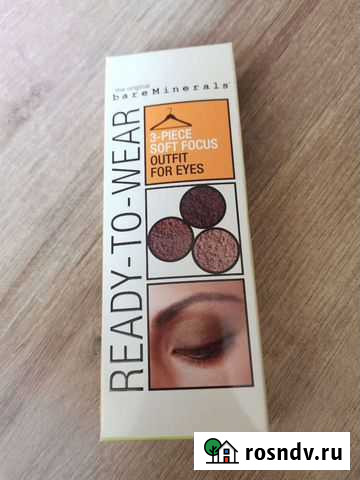 the original
bareMinerals
READY-TO-WEAR
3-PIECE
SOFT FOCUS
OUTFIT
FOR EYES
rosndv.ru